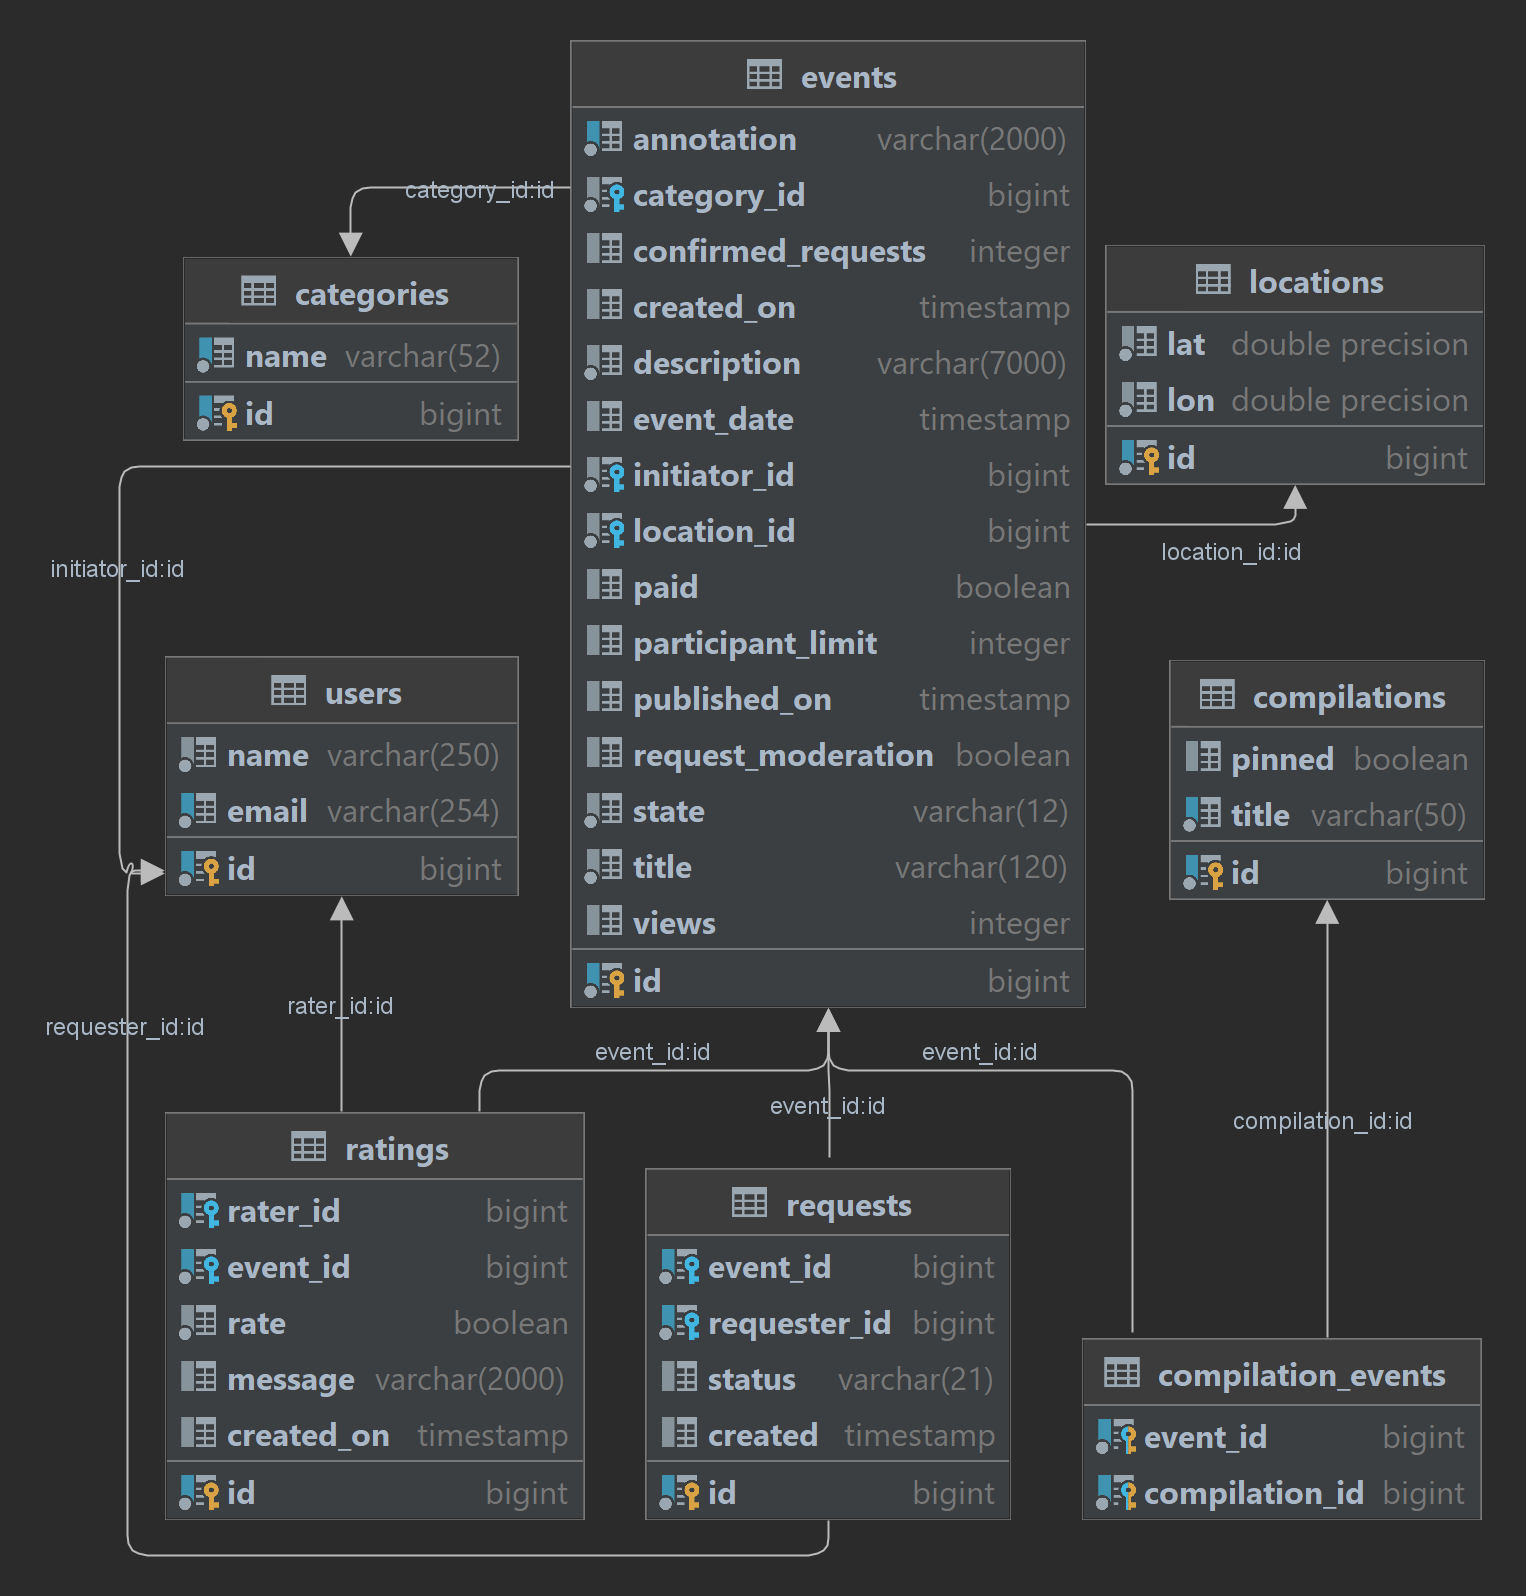 events
annotation varchar(2000)
category_id bigint
confirmed_requests integer
created_on timestamp
description varchar(7000)
event_date timestamp
initiator_id bigint
location_id bigint
paid boolean
participant_limit integer
published_on timestamp
request_moderation boolean
state varchar(12)
title varchar(120)
views integer
id bigint
category_id:id
categories
name varchar(52)
id bigint
locations
lat double precision
lon double precision
id bigint
location_id:id
initiator_id:id
users
name varchar(250)
email varchar(254)
id bigint
compilations
pinned boolean
title varchar(50)
id bigint
rater_id:id
requester_id:id
event_id:id
event_id:id
event_id:id
compilation_id:id
ratings
rater_id bigint
event_id bigint
rate boolean
message varchar(2000)
created_on timestamp
id bigint
requests
event_id bigint
requester_id bigint
status varchar(21)
created timestamp
id bigint
compilation_events
event_id bigint
compilation_id bigint